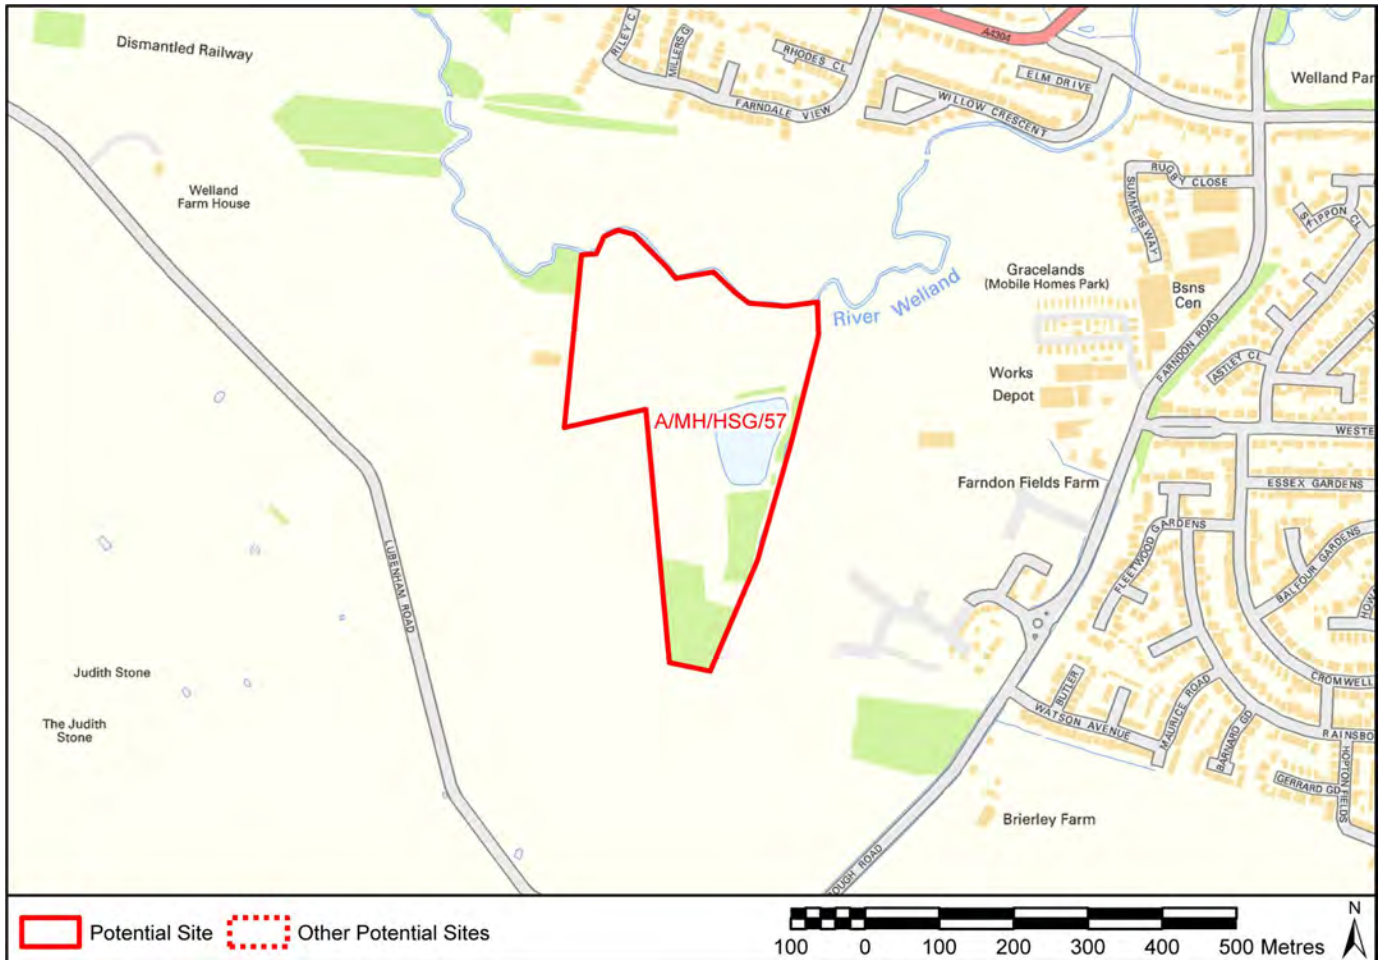 Dismantled Railway
RILEY C
MILLERS G
RHODES CL
A4304
ELM DRIVE
Welland Par
FARNDALE VIEW
WILLOW CRESCENT
Welland
Farm House
RUGBY CLOSE
SUMMERS WAY
SKIPPON CL
Gracelands
(Mobile Homes Park)
Bsns
Cen
River Welland
FARNDON ROAD
ASTLEY CL
Works
Depot
A/MH/HSG/57
WESTE
Farndon Fields Farm
ESSEX GARDENS
FLEETWOOD GARDENS
BALFOUR GARDENS
HOW
LUBENHAM ROAD
Judith Stone
The Judith
Stone
CROMWELL
BUTLER
WATSON AVENUE
MAURICE ROAD
BARNARD GD
RAINSBO
HOPTON FIELDS
GERRARD GD
Brierley Farm
OUGH ROAD
Potential Site
Other Potential Sites
100 0 100 200 300 400 500 Metres
N